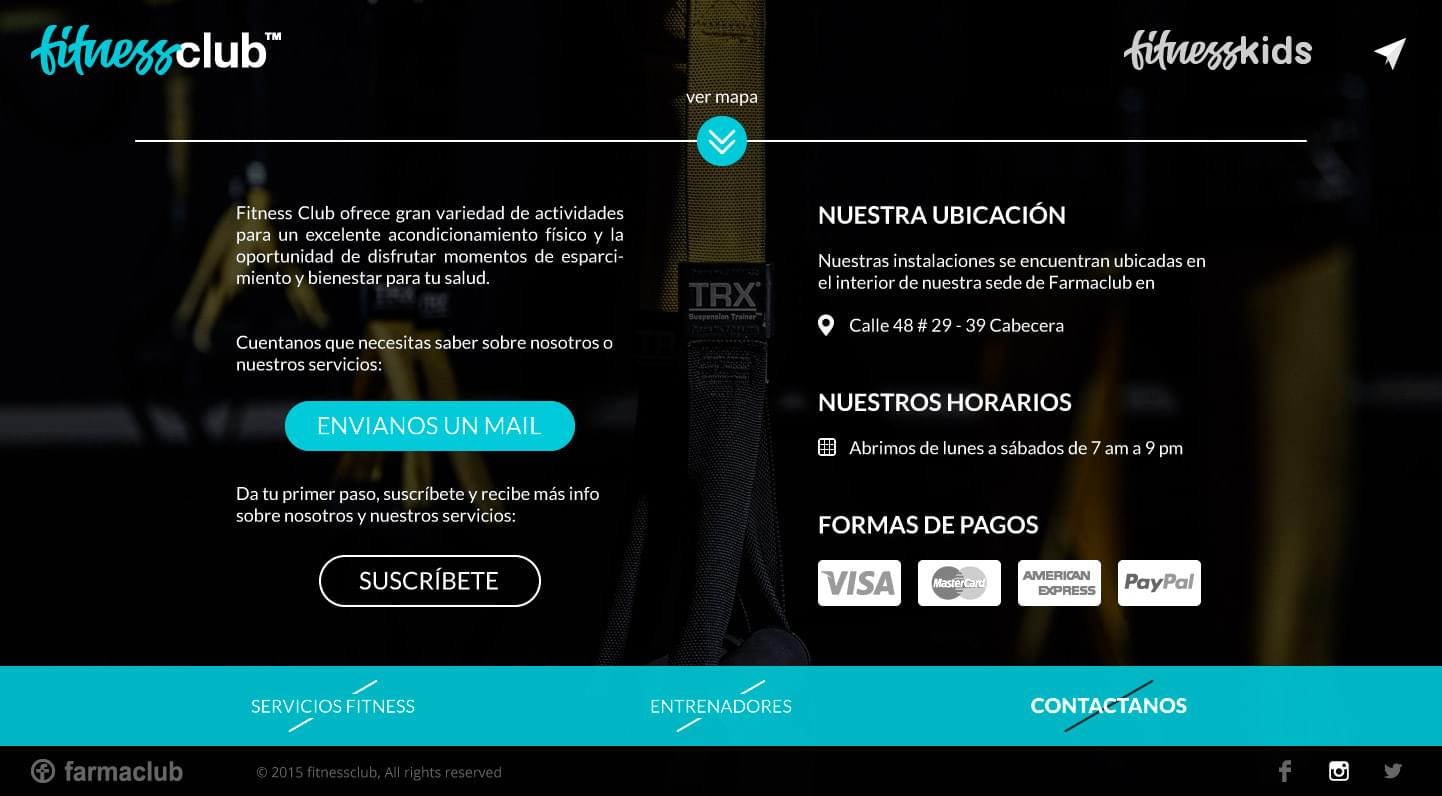 fitnessclub™
fitnesskids
ver mapa
Fitness Club ofrece gran variedad de actividades
para un excelente acondicionamiento físico y la
oportunidad de disfrutar momentos de esparci-
miento y bienestar para tu salud.
Cuentanos que necesitas saber sobre nosotros o
nuestros servicios:
ENVIANOS UN MAIL
Da tu primer paso, suscríbete y recibe más info
sobre nosotros y nuestros servicios:
SUSCRÍBETE
TRX®
Suspension Trainer™
TRX
TRX
NUESTRA UBICACIÓN
Nuestras instalaciones se encuentran ubicadas en
el interior de nuestra sede de Farmaclub en
Calle 48 # 29 - 39 Cabecera
NUESTROS HORARIOS
Abrimos de lunes a sábados de 7 am a 9 pm
FORMAS DE PAGOS
VISA
MasterCard
AMERICAN
EXPRESS
PayPal
SERVICIOS FITNESS
ENTRENADORES
CONTACTANOS
farmaclub
© 2015 fitnessclub, All rights reserved